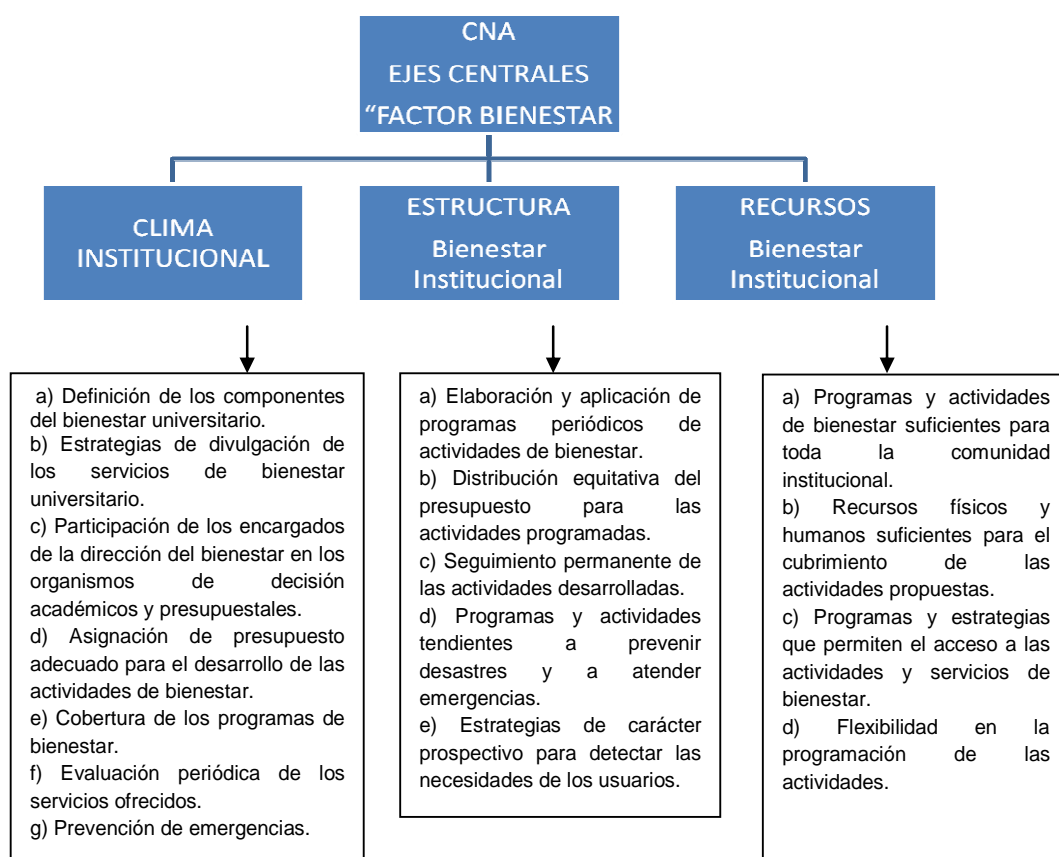 CNA
EJES CENTRALES
“FACTOR BIENESTAR
CLIMA
INSTITUCIONAL
ESTRUCTURA
Bienestar
Institucional
RECURSOS
Bienestar
Institucional
a) Definición de los componentes
del bienestar universitario.
b) Estrategias de divulgación de
los servicios de bienestar
universitario.
c) Participación de los encargados
de la dirección del bienestar en los
organismos de decisión
académicos y presupuestales.
d) Asignación de presupuesto
adecuado para el desarrollo de las
actividades de bienestar.
e) Cobertura de los programas de
bienestar.
f) Evaluación periódica de los
servicios ofrecidos.
g) Prevención de emergencias.
a) Elaboración y aplicación de
programas periódicos de
actividades de bienestar.
b) Distribución equitativa del
presupuesto para las
actividades programadas.
c) Seguimiento permanente de
las actividades desarrolladas.
d) Programas y actividades
tendientes a prevenir
desastres y a atender
emergencias.
e) Estrategias de carácter
prospectivo para detectar las
necesidades de los usuarios.
a) Programas y actividades
de bienestar suficientes para
toda la comunidad
institucional.
b) Recursos físicos y
humanos suficientes para el
cubrimiento de las
actividades propuestas.
c) Programas y estrategias
que permiten el acceso a las
actividades y servicios de
bienestar.
d) Flexibilidad en la
programación de las
actividades.